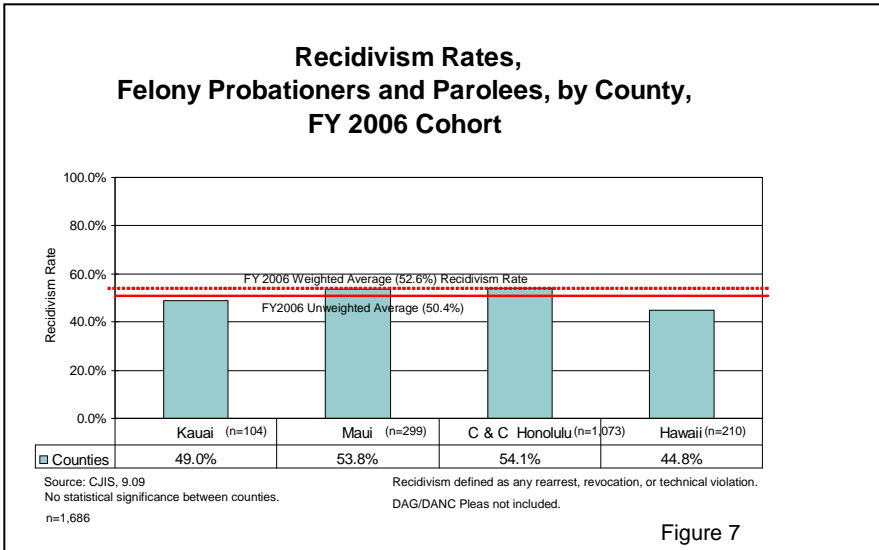 Recidivism Rates,
Felony Probationers and Parolees, by County,
FY 2006 Cohort
100.0%
80.0%
60.0%
40.0%
20.0%
0.0%
Recidivism Rate
FY 2006 Weighted Average (52.6%) Recidivism Rate
FY2006 Unweighted Average (50.4%)
Kauai (n=104) Maui (n=299) C & C Honolulu (n=1,073) Hawaii (n=210)
Counties 49.0% 53.8% 54.1% 44.8%
Source: CJIS, 9.09
No statistical significance between counties.
n=1,686
Recidivism defined as any rearrest, revocation, or technical violation.
DAG/DANC Pleas not included.
Figure 7